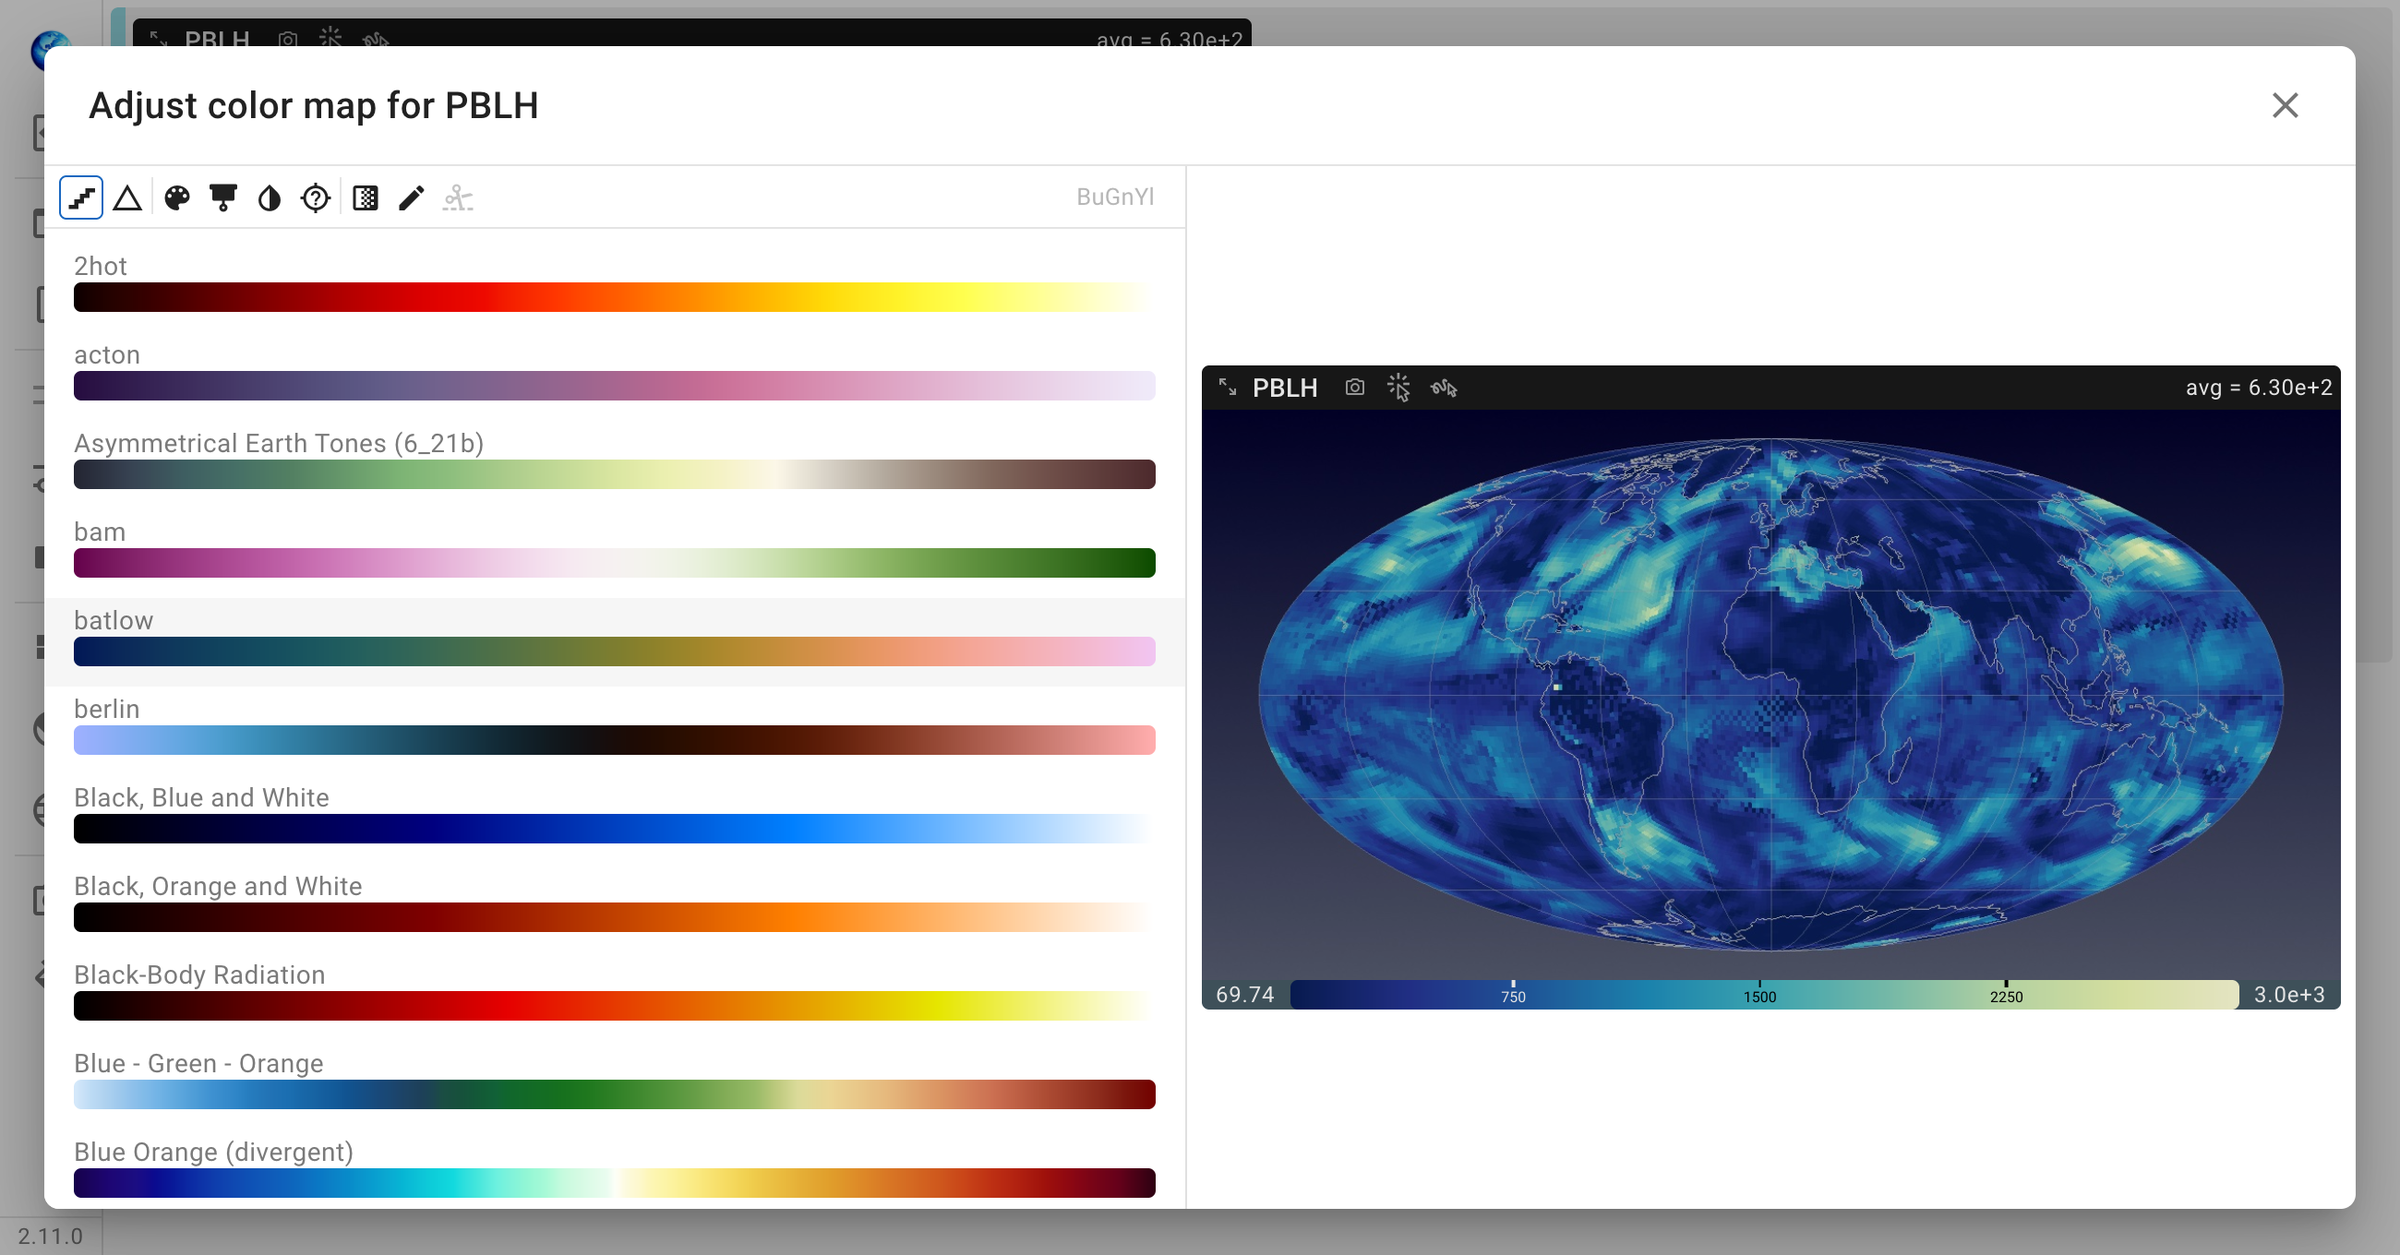 PBLH
avg = 6.30e+2
Adjust color map for PBLH
BuGnYl
2hot
acton
Asymmetrical Earth Tones (6_21b)
bam
batlow
berlin
Black, Blue and White
Black, Orange and White
Black-Body Radiation
Blue - Green - Orange
Blue Orange (divergent)
PBLH
avg = 6.30e+2
69.74
750
1500
2250
3.0e+3
2.11.0